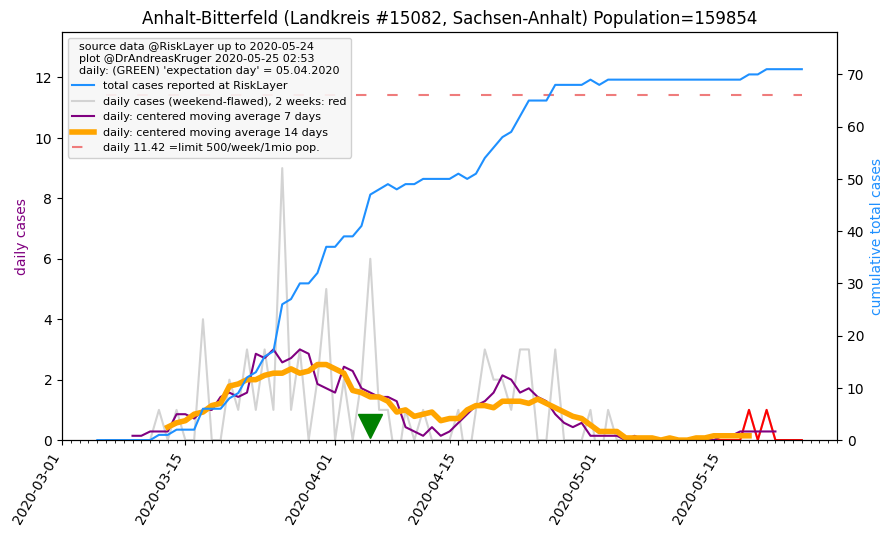 Anhalt-Bitterfeld (Landkreis #15082, Sachsen-Anhalt) Population=159854
source data @RiskLayer up to 2020-05-24
plot @DrAndreasKruger 2020-05-25 02:53
daily: (GREEN) 'expectation day' = 05.04.2020
total cases reported at RiskLayer
daily cases (weekend-flawed), 2 weeks: red
daily: centered moving average 7 days
daily: centered moving average 14 days
daily 11.42 =limit 500/week/1mio pop.
daily cases
12
10
8
6
4
2
0
cumulative total cases
70
60
50
40
30
20
10
0
2020-03-01
2020-03-15
2020-04-01
2020-04-15
2020-05-01
2020-05-15